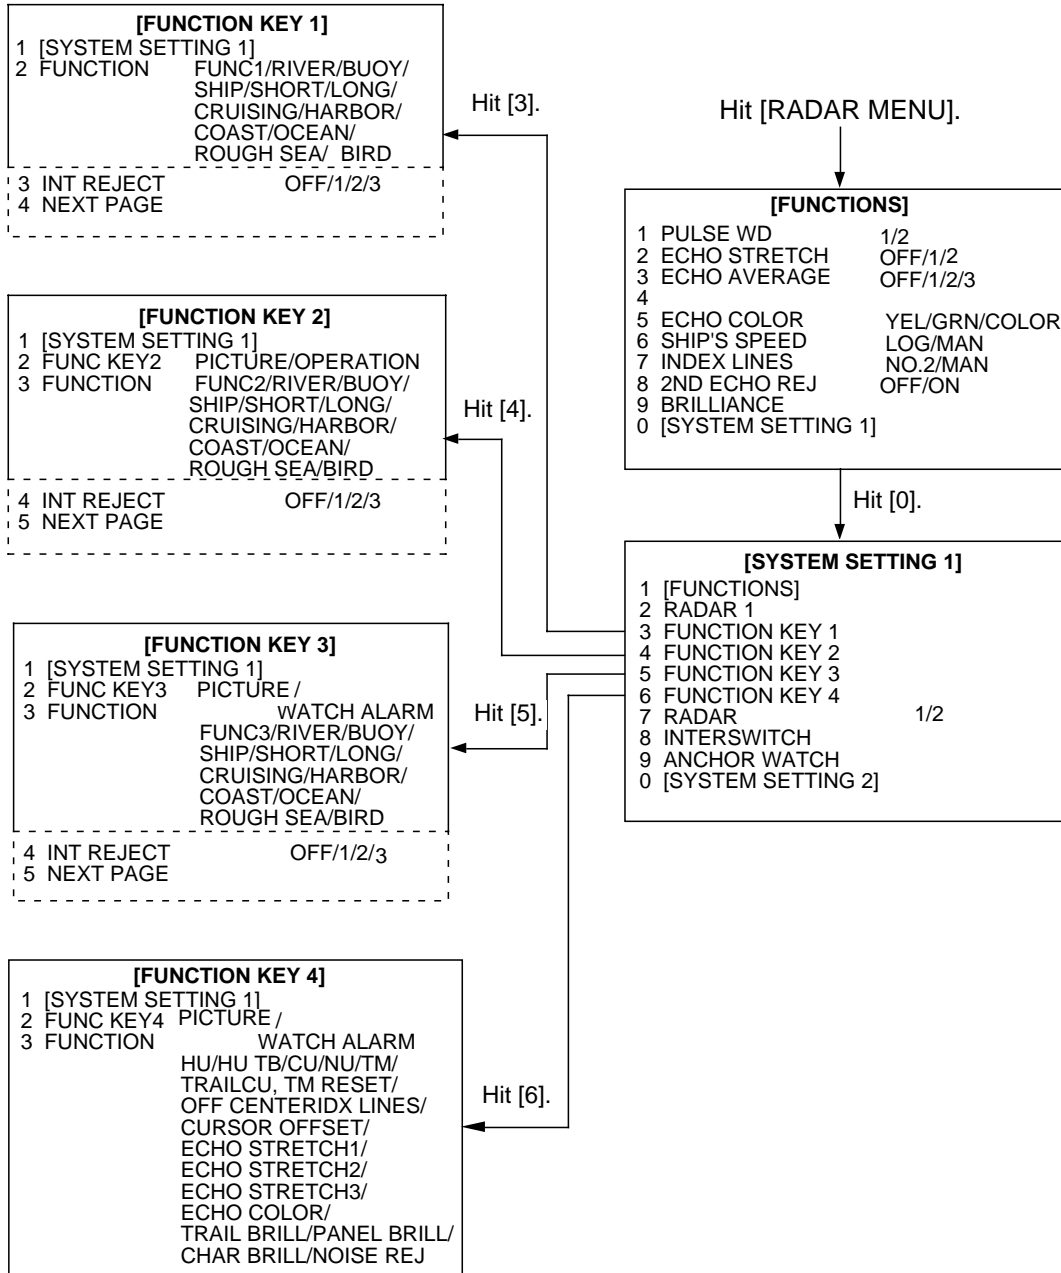 [FUNCTION KEY 1]
1 [SYSTEM SETTING 1]
2 FUNCTION FUNC1/RIVER/BUOY/
SHIP/SHORT/LONG/
CRUISING/HARBOR/
COAST/OCEAN/
ROUGH SEA/ BIRD
3 INT REJECT OFF/1/2/3
4 NEXT PAGE
Hit [3].
[FUNCTION KEY 2]
1 [SYSTEM SETTING 1]
2 FUNC KEY2 PICTURE/OPERATION
3 FUNCTION FUNC2/RIVER/BUOY/
SHIP/SHORT/LONG/
CRUISING/HARBOR/
COAST/OCEAN/
ROUGH SEA/BIRD
4 INT REJECT OFF/1/2/3
5 NEXT PAGE
Hit [4].
[FUNCTION KEY 3]
1 [SYSTEM SETTING 1]
2 FUNC KEY3 PICTURE /
3 FUNCTION WATCH ALARM
FUNC3/RIVER/BUOY/
SHIP/SHORT/LONG/
CRUISING/HARBOR/
COAST/OCEAN/
ROUGH SEA/BIRD
4 INT REJECT OFF/1/2/3
5 NEXT PAGE
Hit [5].
[FUNCTION KEY 4]
1 [SYSTEM SETTING 1]
2 FUNC KEY4 PICTURE /
3 FUNCTION WATCH ALARM
HU/HU TB/CU/NU/TM/
TRAILCU, TM RESET/
OFF CENTERIDX LINES/
CURSOR OFFSET/
ECHO STRETCH1/
ECHO STRETCH2/
ECHO STRETCH3/
ECHO COLOR/
TRAIL BRILL/PANEL BRILL/
CHAR BRILL/NOISE REJ
Hit [6].
Hit [RADAR MENU].
[FUNCTIONS]
1 PULSE WD 1/2
2 ECHO STRETCH OFF/1/2
3 ECHO AVERAGE OFF/1/2/3
4
5 ECHO COLOR YEL/GRN/COLOR
6 SHIP'S SPEED LOG/MAN
7 INDEX LINES NO.2/MAN
8 2ND ECHO REJ OFF/ON
9 BRILLIANCE
0 [SYSTEM SETTING 1]
Hit [0].
[SYSTEM SETTING 1]
1 [FUNCTIONS]
2 RADAR 1
3 FUNCTION KEY 1
4 FUNCTION KEY 2
5 FUNCTION KEY 3
6 FUNCTION KEY 4
7 RADAR 1/2
8 INTERSWITCH
9 ANCHOR WATCH
0 [SYSTEM SETTING 2]